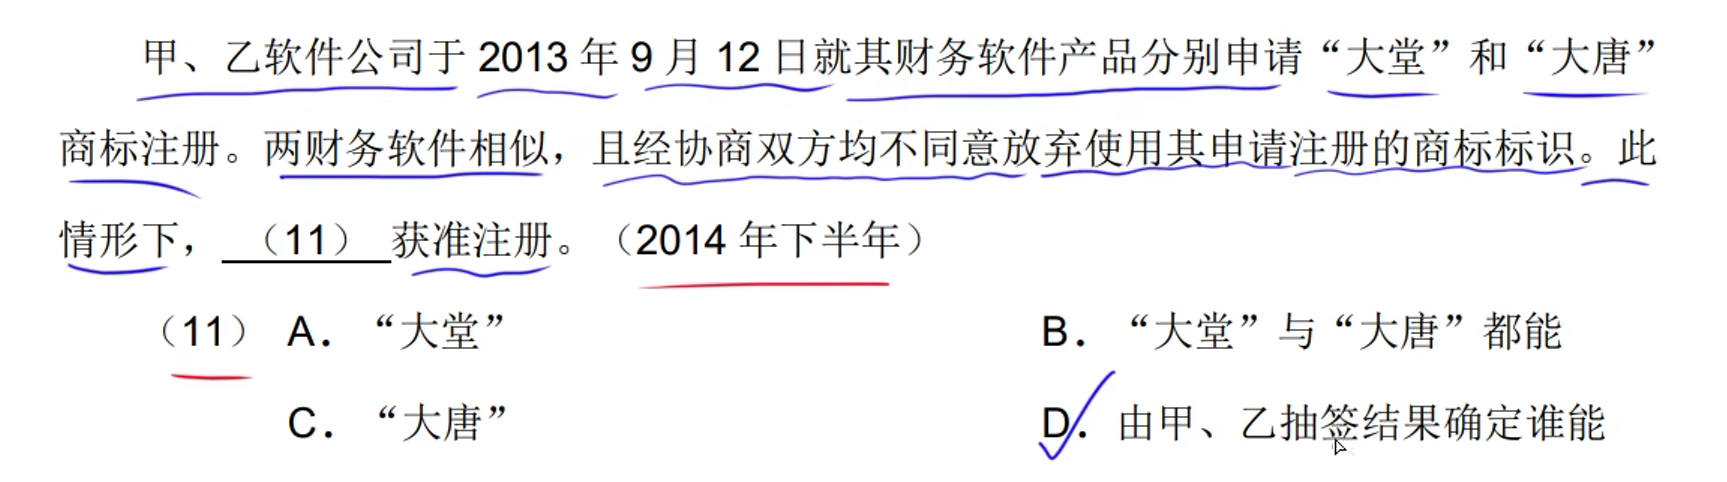 甲、乙软件公司于 2013 年 9 月 12 日就其财务软件产品分别申请“大堂”和“大唐”
商标注册。两财务软件相似，且经协商双方均不同意放弃使用其申请注册的商标标识。此
情形下，（11）获准注册。（2014 年下半年）
（11） A．“大堂” B．“大堂”与“大唐”都能
C．“大唐” D．由甲、乙抽签结果确定谁能